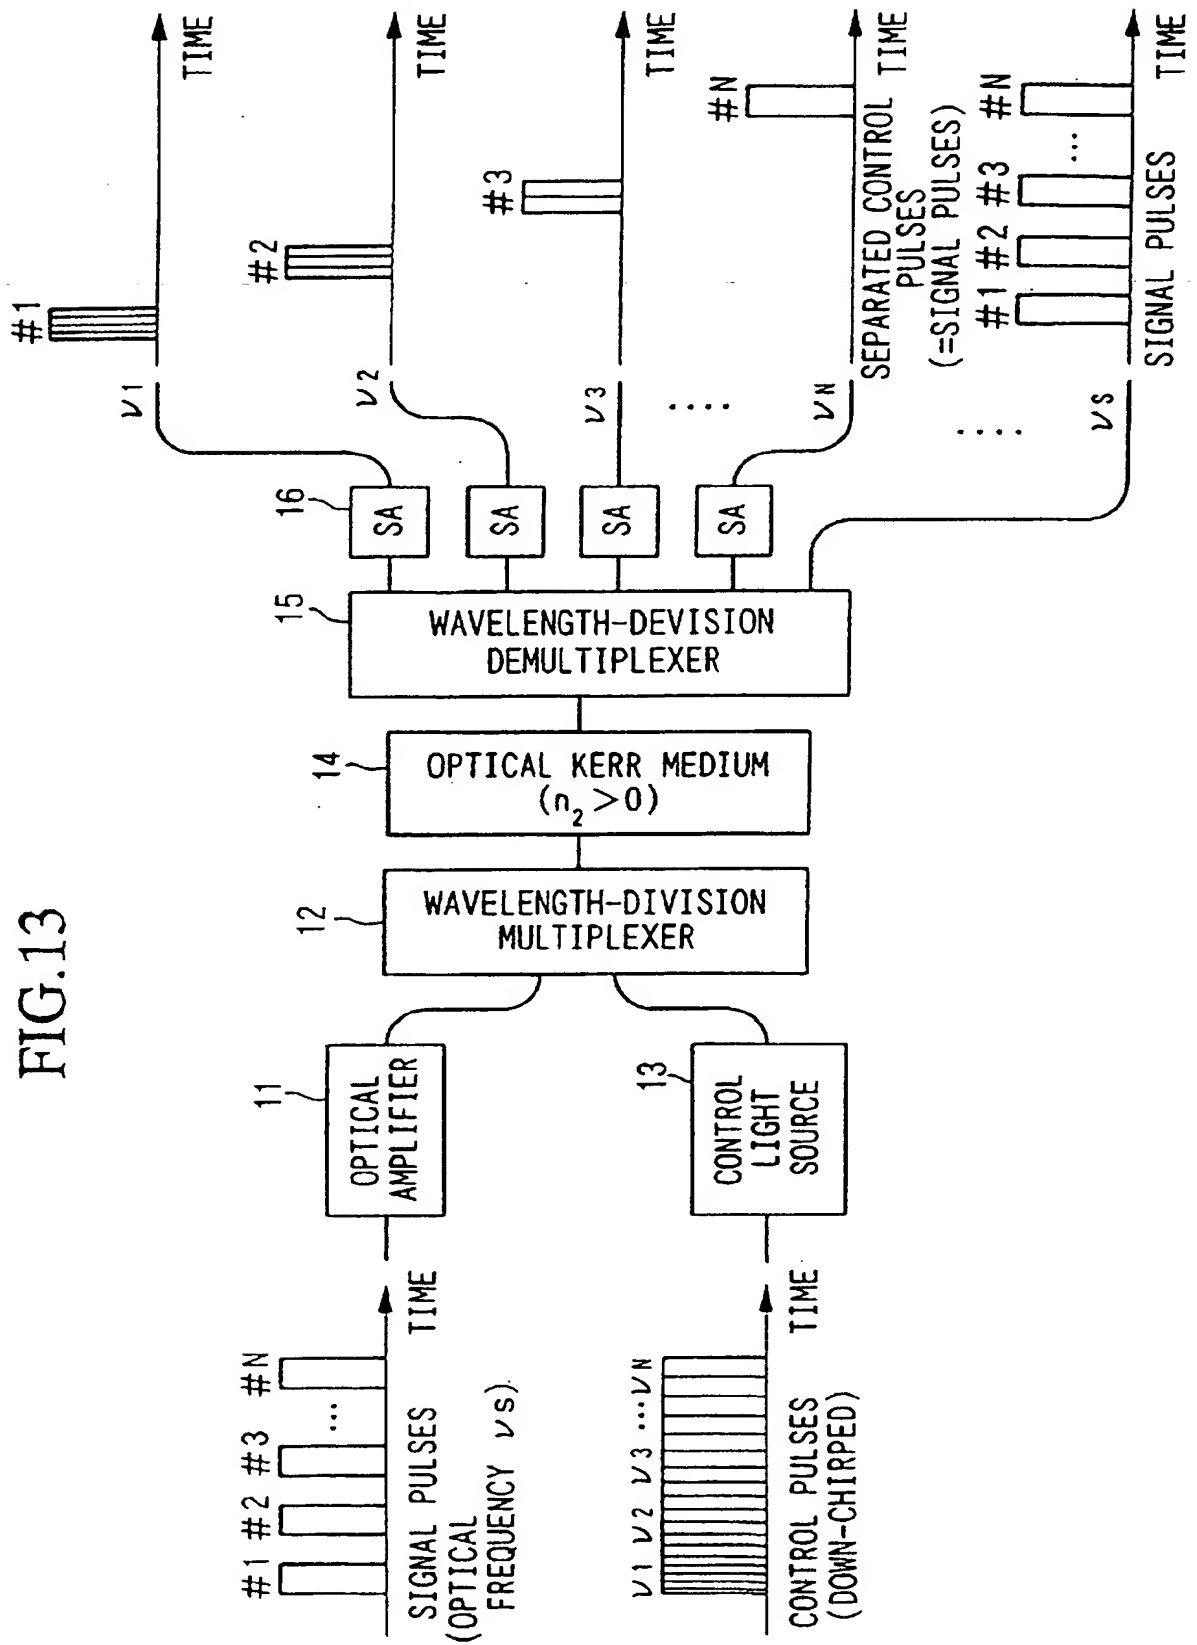 FIG.13
#1 #2 #3 ... #N
TIME
SIGNAL PULSES
(OPTICAL
FREQUENCY νs)
ν1 ν2 ν3 ...νN
TIME
CONTROL PULSES
(DOWN-CHIRPED)
11
OPTICAL
AMPLIFIER
13
CONTROL
LIGHT
SOURCE
12
WAVELENGTH-DIVISION
MULTIPLEXER
14
OPTICAL KERR MEDIUM
(n2>0)
15
WAVELENGTH-DEVISION
DEMULTIPLEXER
16
SA
SA
SA
SA
ν1
#1
TIME
ν2
#2
TIME
ν3
#3
TIME
....
νN
#N
TIME
SEPARATED CONTROL
PULSES
(=SIGNAL PULSES)
....
νS
#1 #2 #3 ... #N
TIME
SIGNAL PULSES